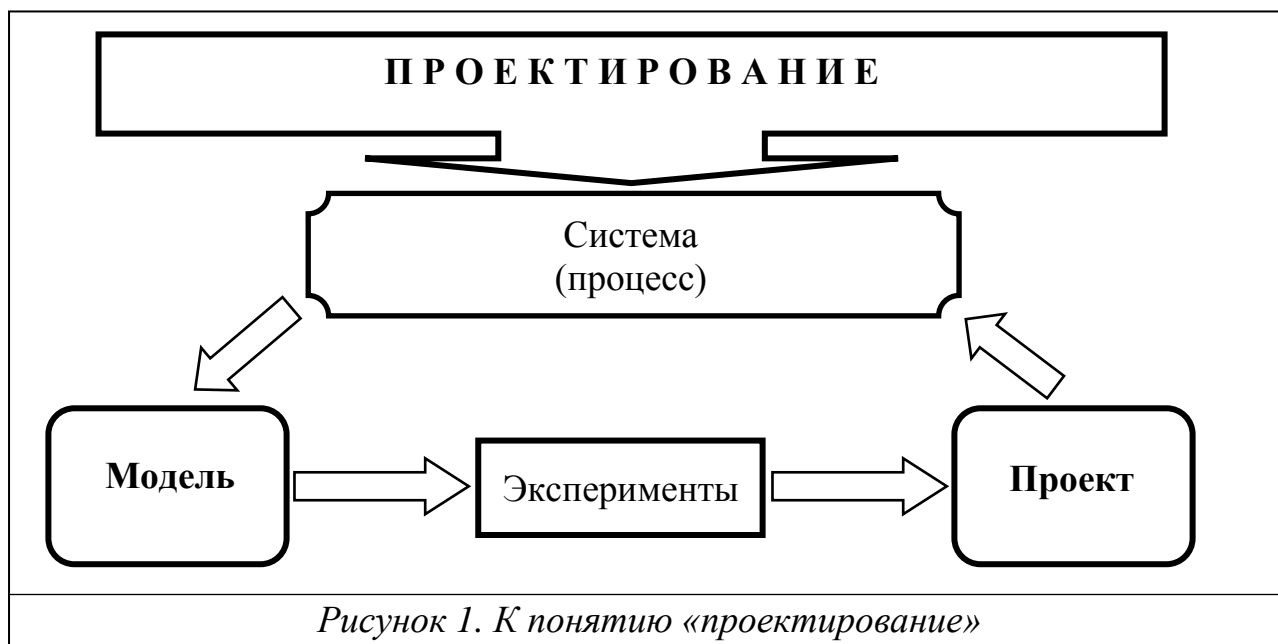 П Р О Е К Т И Р О В А Н И Е
Система
(процесс)
Модель
Эксперименты
Проект
Рисунок 1. К понятию «проектирование»